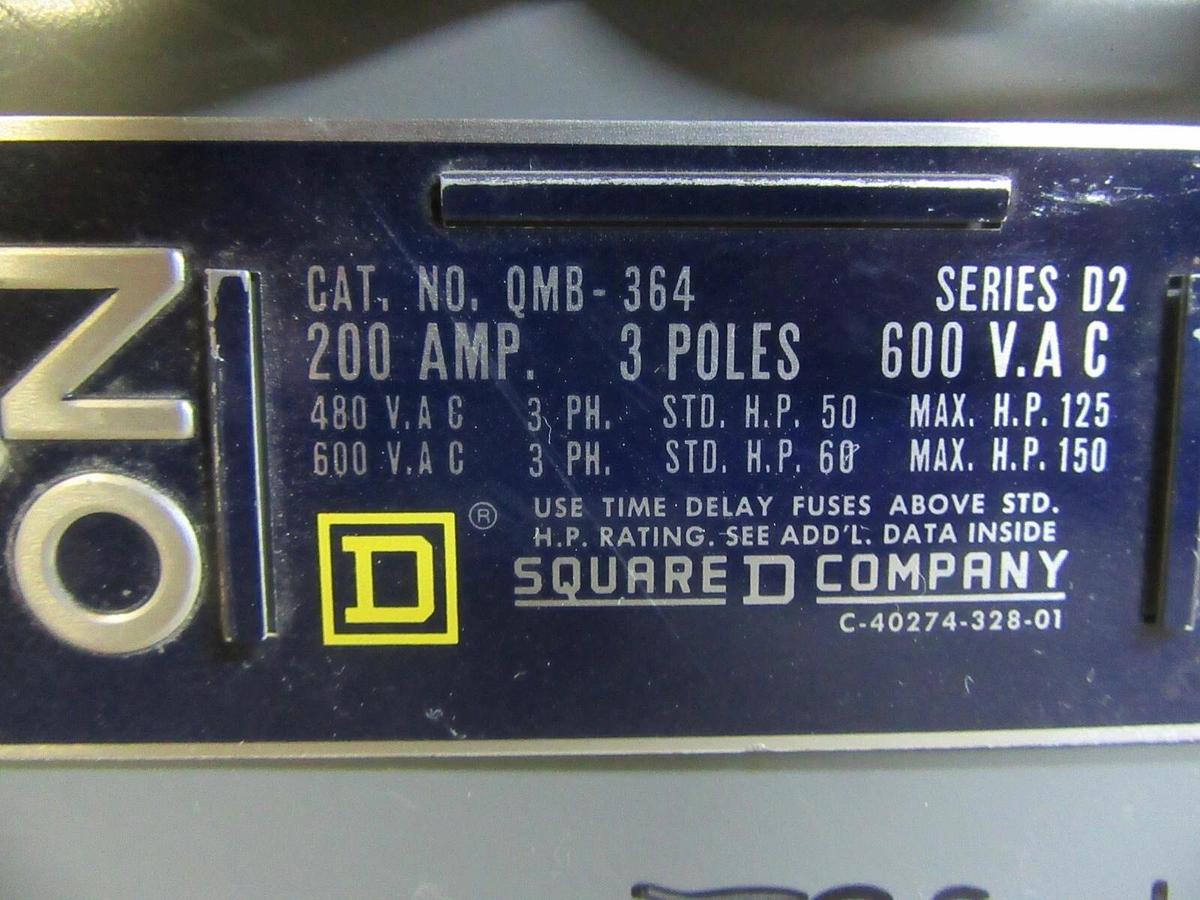 ON
CAT. NO. QMB-364 SERIES D2
200 AMP. 3 POLES 600 V.A C
480 V.A C 3 PH. STD. H.P. 50 MAX. H.P. 125
600 V.A C 3 PH. STD. H.P. 60 MAX. H.P. 150
USE TIME DELAY FUSES ABOVE STD.
H.P. RATING. SEE ADD'L. DATA INSIDE
D ®
SQUARE D COMPANY
C-40274-328-01